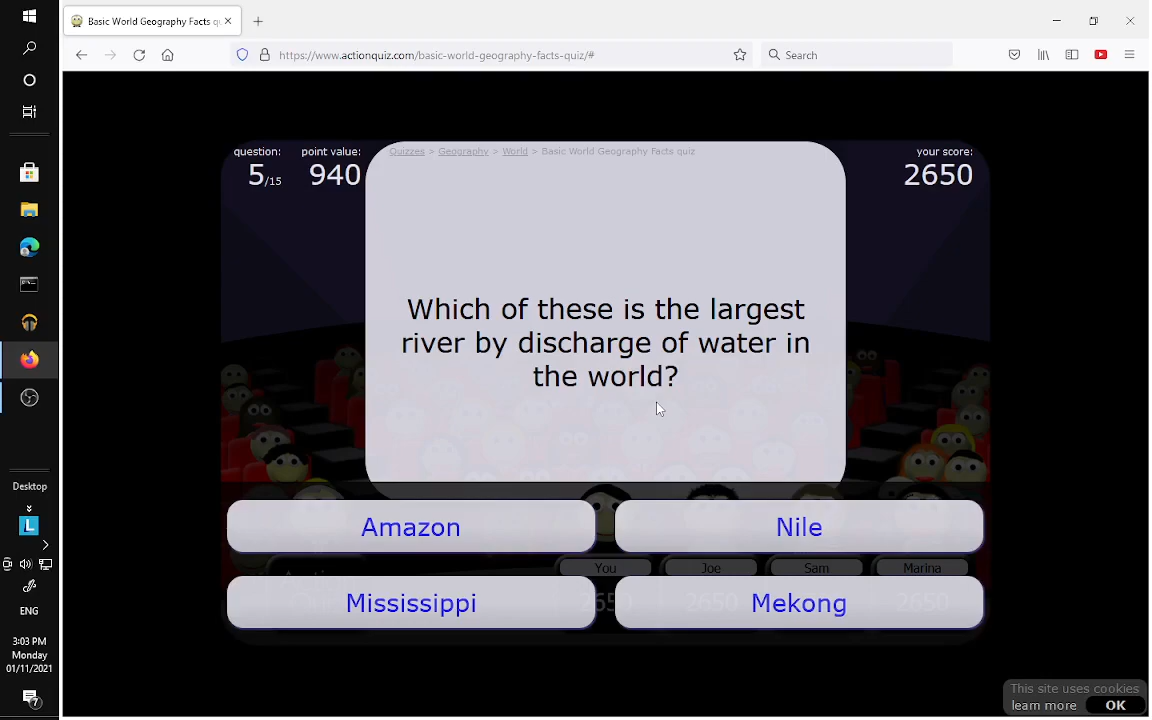 Basic World Geography Facts qu
https://www.actionquiz.com/basic-world-geography-facts-quiz/#
Search
question:
point value:
Quizzes > Geography > World > Basic World Geography Facts quiz
your score:
5/15
940
2650
Which of these is the largest
river by discharge of water in
the world?
Amazon
Nile
You
Joe
Sam
Marina
Mississippi
Mekong
2650
2650
2650
Desktop
L
ENG
3:03 PM
Monday
01/11/2021
7
This site uses cookies
learn more
OK